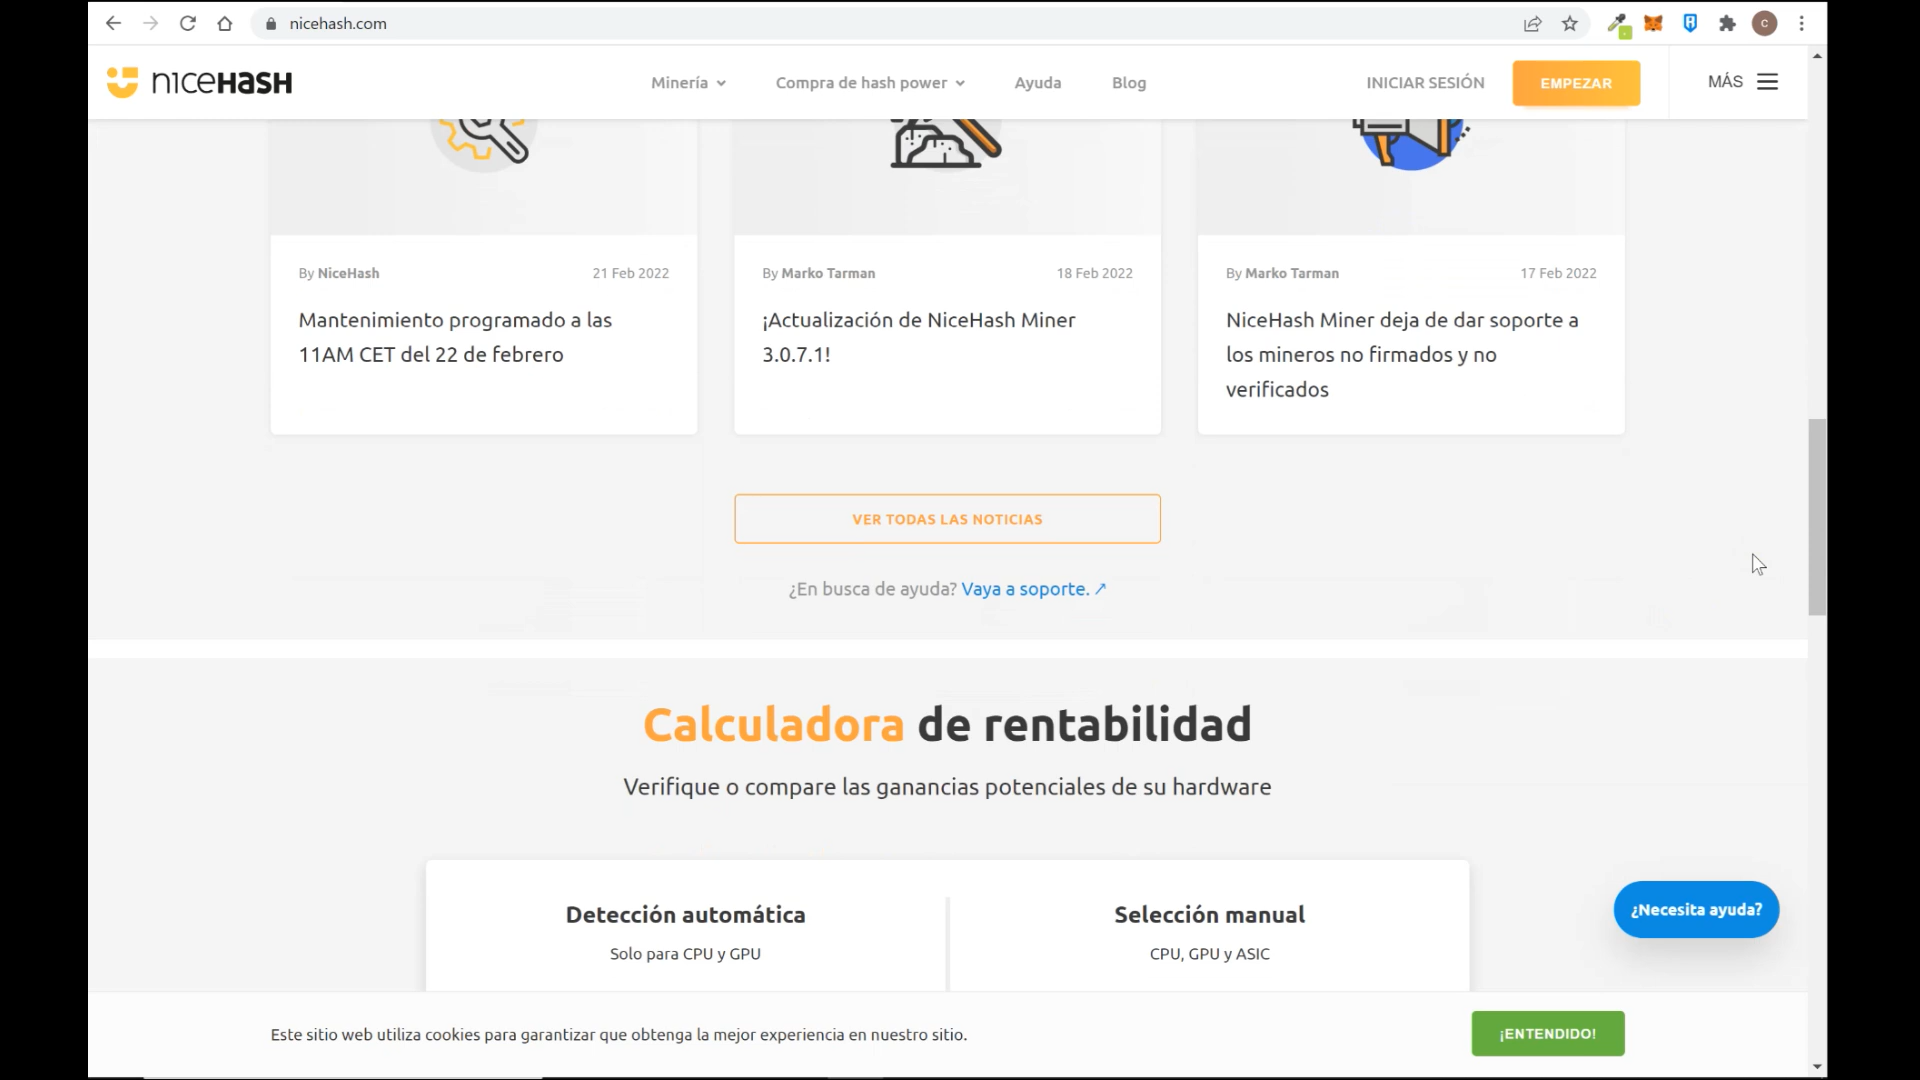 nicehash.com
C
NICEHASH
Minería
Compra de hash power
Ayuda
Blog
INICIAR SESIÓN
EMPEZAR
MÁS
By NiceHash
21 Feb 2022
Mantenimiento programado a las
11AM CET del 22 de febrero
By Marko Tarman
18 Feb 2022
¡Actualización de NiceHash Miner
3.0.7.1!
By Marko Tarman
17 Feb 2022
NiceHash Miner deja de dar soporte a
los mineros no firmados y no
verificados
VER TODAS LAS NOTICIAS
¿En busca de ayuda? Vaya a soporte. ↗
Calculadora de rentabilidad
Verifique o compare las ganancias potenciales de su hardware
Detección automática
Solo para CPU y GPU
Selección manual
CPU, GPU y ASIC
¿Necesita ayuda?
Este sitio web utiliza cookies para garantizar que obtenga la mejor experiencia en nuestro sitio.
¡ENTENDIDO!